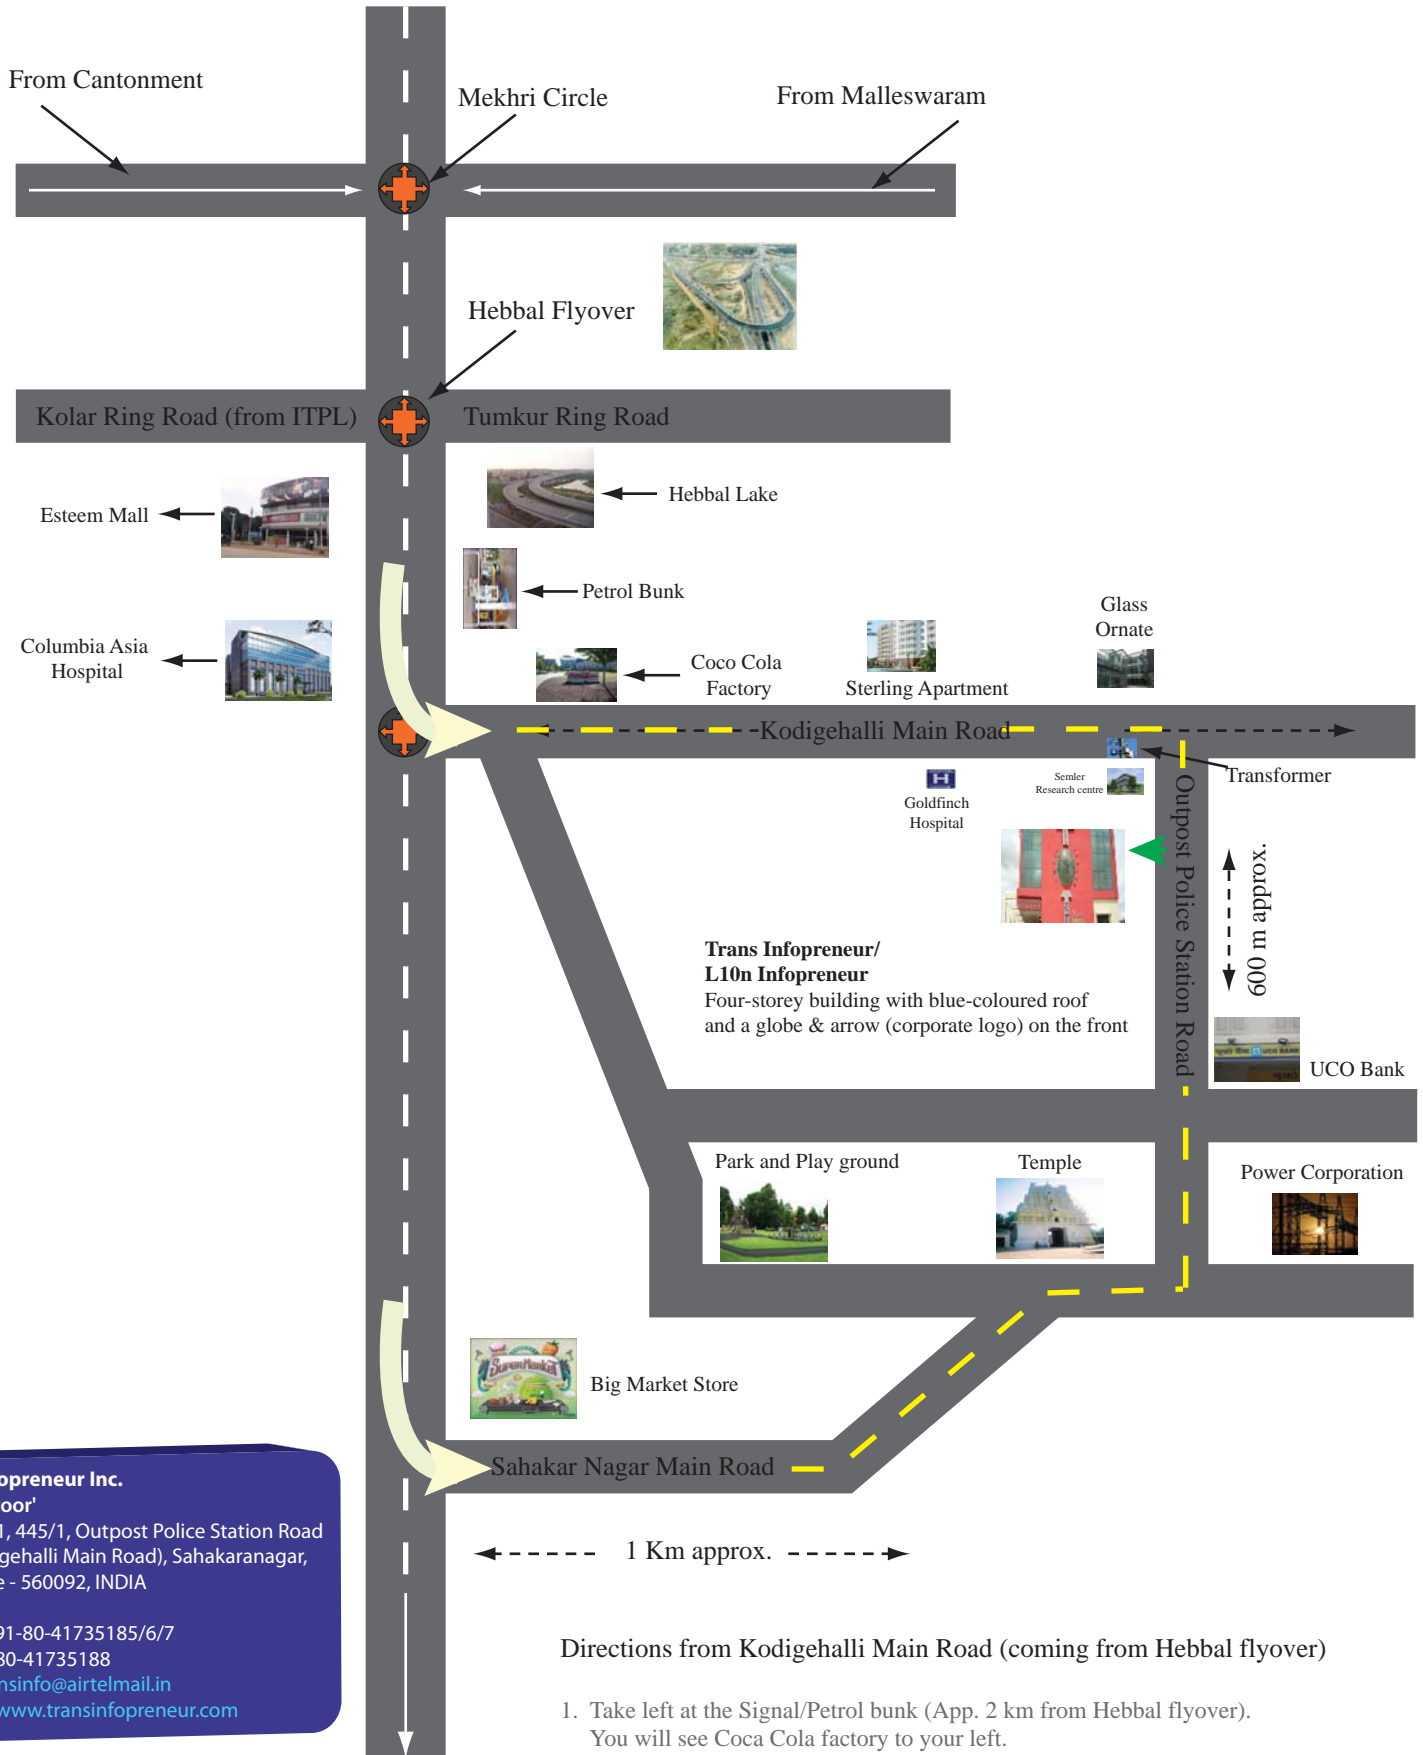 From Cantonment
Mekhri Circle
From Malleswaram
Hebbal Flyover
Kolar Ring Road (from ITPL)
Tumkur Ring Road
Esteem Mall
Hebbal Lake
Petrol Bunk
Columbia Asia
Hospital
Coco Cola
Factory
Sterling Apartment
Glass
Ornate
Kodigehalli Main Road
Transformer
Semler
Research centre
H
Goldfinch
Hospital
Outpost Police Station Road
600 m approx.
Trans Infopreneur/
L10n Infopreneur
Four-storey building with blue-coloured roof
and a globe & arrow (corporate logo) on the front
UCO Bank
Park and Play ground
Temple
Power Corporation
SuperMarket
Big Market Store
Sahakar Nagar Main Road
1 Km approx.
opreneur Inc.
oor'
1, 445/1, Outpost Police Station Road
gehalli Main Road), Sahakaranagar,
e - 560092, INDIA
91-80-41735185/6/7
80-41735188
nsinfo@airtelmail.in
www.transinfopreneur.com
Directions from Kodigehalli Main Road (coming from Hebbal flyover)
1. Take left at the Signal/Petrol bunk (App. 2 km from Hebbal flyover).
You will see Coca Cola factory to your left.